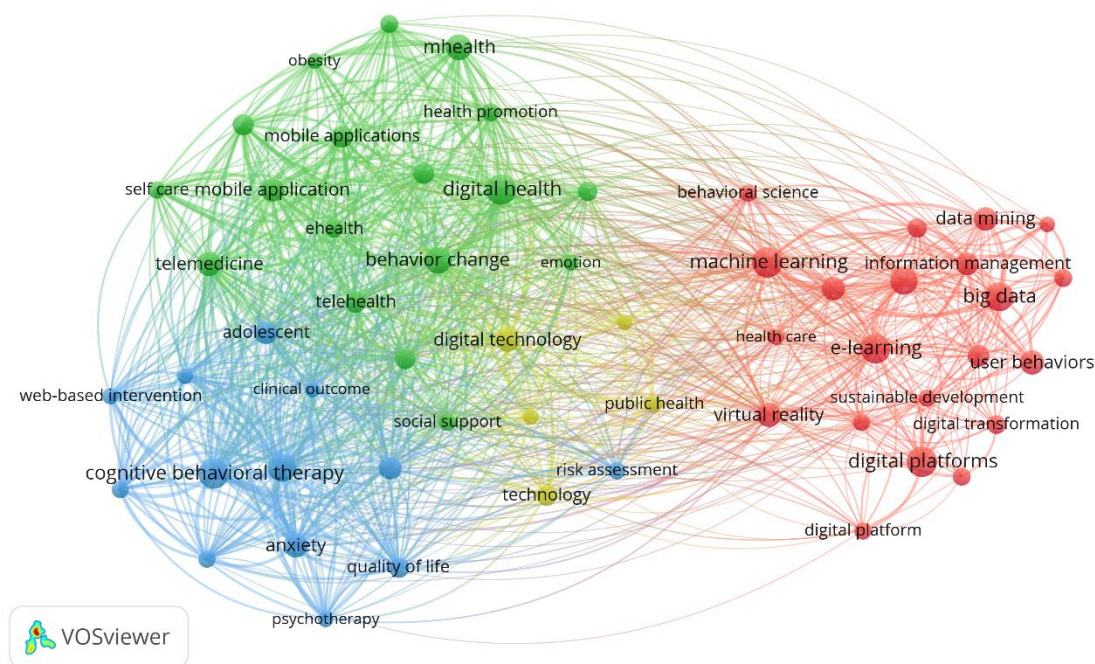 mhealth
obesity
health promotion
mobile applications
self care
mobile application
digital health
behavioral science
data mining
ehealth
telemedicine
behavior change
emotion
machine learning
information management
telehealth
big data
adolescent
digital technology
health care
e-learning
user behaviors
web-based intervention
clinical outcome
public health
sustainable development
social support
virtual reality
digital transformation
cognitive behavioral therapy
risk assessment
digital platforms
technology
digital platform
anxiety
quality of life
psychotherapy
VOSviewer